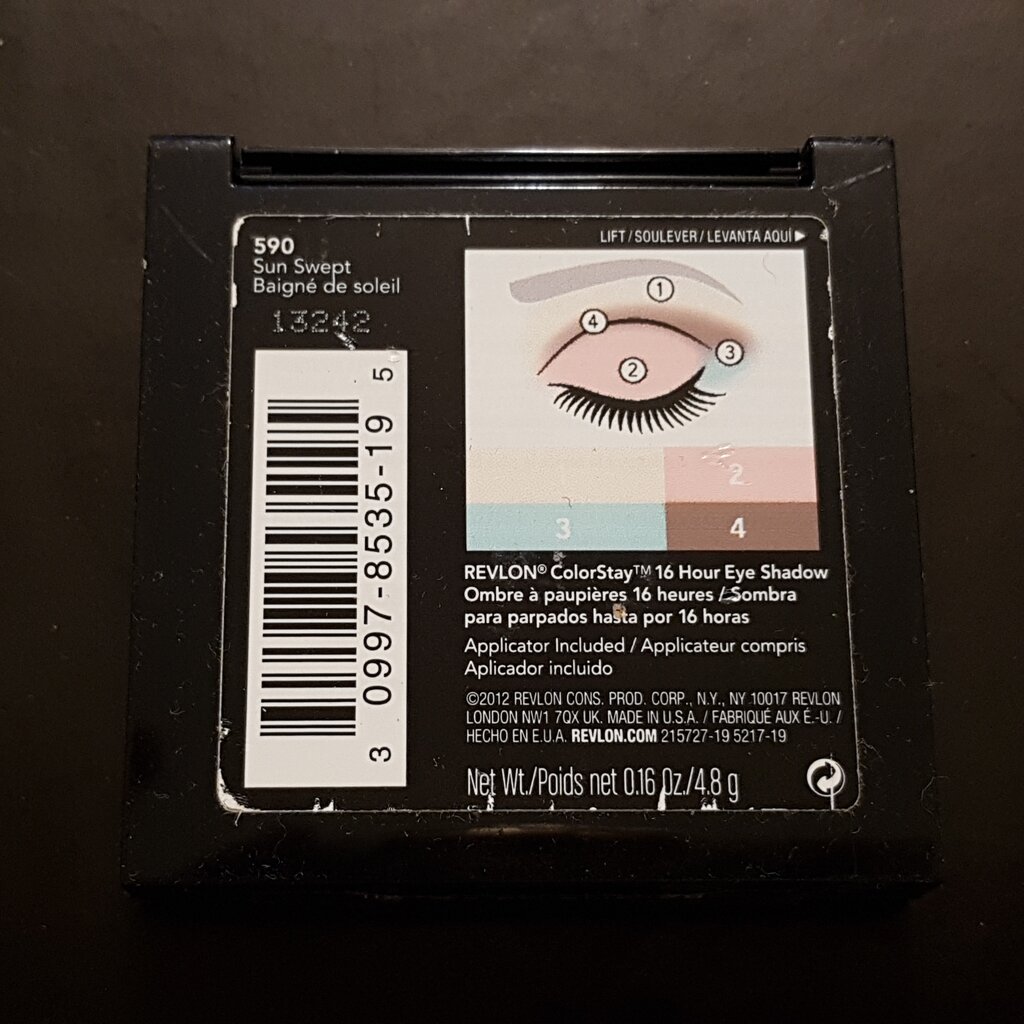 590
Sun Swept
Baigné de soleil
13242
3 0997-8535-19 5
LIFT / SOULEVER / LEVANTA AQUÍ
1
4
3
2
2
3
4
REVLON® ColorStay™ 16 Hour Eye Shadow
Ombre à paupières 16 heures / Sombra
para parpados hasta por 16 horas
Applicator Included / Applicateur compris
Aplicador incluido
©2012 REVLON CONS. PROD. CORP., N.Y., NY 10017 REVLON
LONDON NW1 7QX UK. MADE IN U.S.A. / FABRIQUÉ AUX É.-U. /
HECHO EN E.U.A. REVLON.COM 215727-19 5217-19
Net Wt./Poids net 0.16 Oz./4.8 g